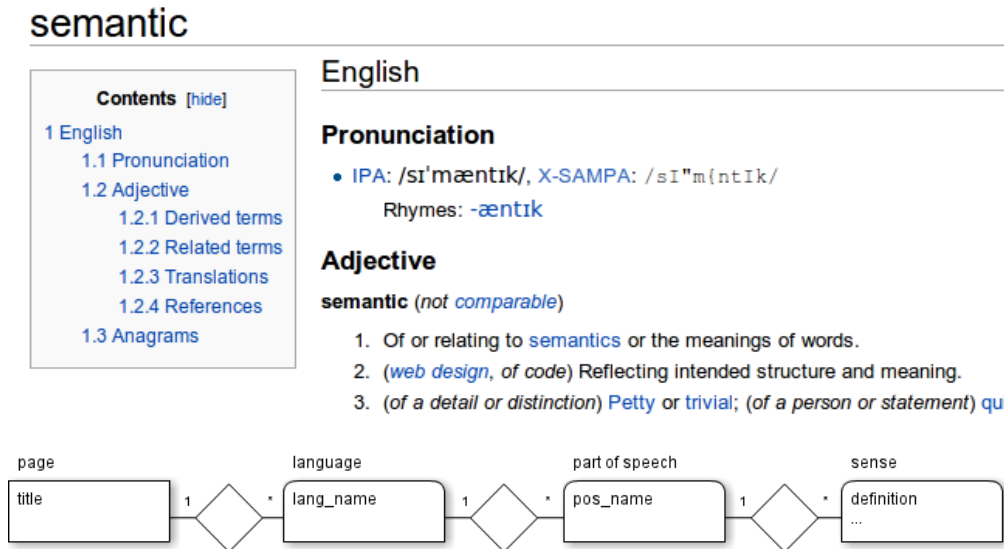 semantic
Contents [hide]
1 English
1.1 Pronunciation
1.2 Adjective
1.2.1 Derived terms
1.2.2 Related terms
1.2.3 Translations
1.2.4 References
1.3 Anagrams
English
Pronunciation
• IPA: /sɪˈmæntɪk/, X-SAMPA: /sI"m{ntIk/
Rhymes: -æntɪk
Adjective
semantic (not comparable)
1. Of or relating to semantics or the meanings of words.
2. (web design, of code) Reflecting intended structure and meaning.
3. (of a detail or distinction) Petty or trivial; (of a person or statement)
page
title
1
*
language
lang_name
1
*
part of speech
pos_name
1
*
sense
definition
...